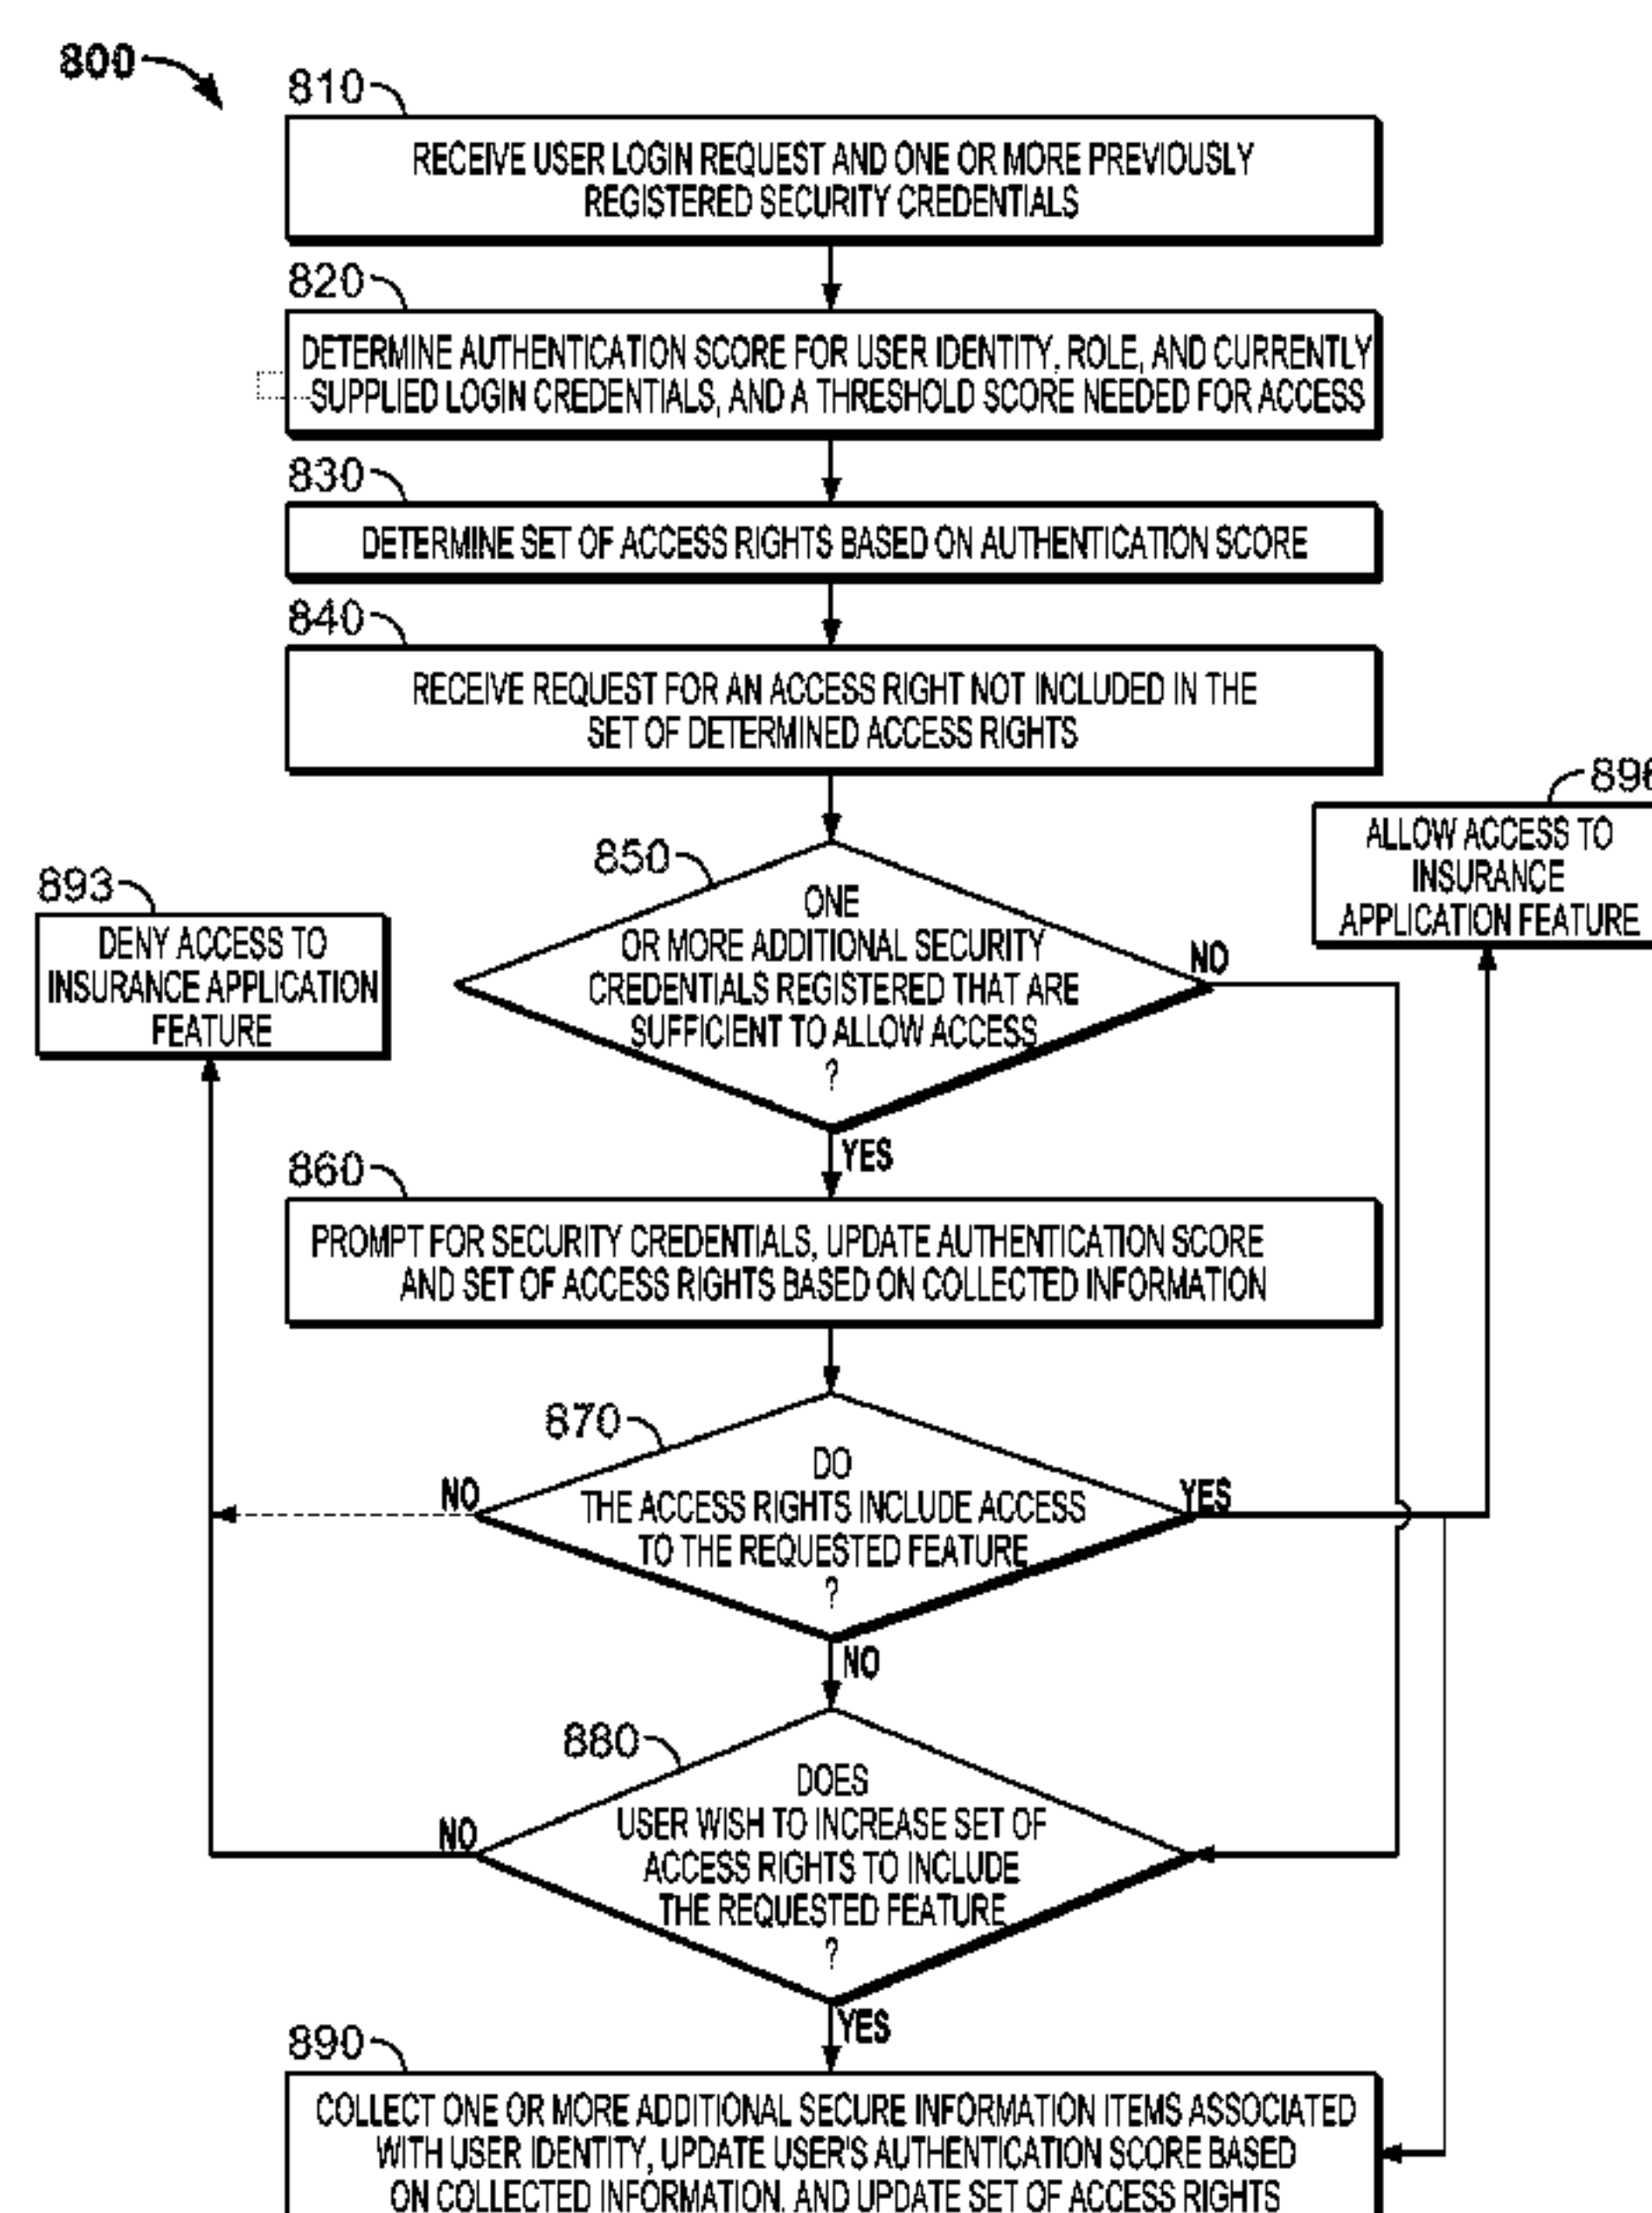 800
810
RECEIVE USER LOGIN REQUEST AND ONE OR MORE PREVIOUSLY
REGISTERED SECURITY CREDENTIALS
820
DETERMINE AUTHENTICATION SCORE FOR USER IDENTITY, ROLE, AND CURRENTLY
SUPPLIED LOGIN CREDENTIALS, AND A THRESHOLD SCORE NEEDED FOR ACCESS
830
DETERMINE SET OF ACCESS RIGHTS BASED ON AUTHENTICATION SCORE
840
RECEIVE REQUEST FOR AN ACCESS RIGHT NOT INCLUDED IN THE
SET OF DETERMINED ACCESS RIGHTS
ALLOW ACCESS TO
INSURANCE
APPLICATION FEATURE
893
DENY ACCESS TO
INSURANCE APPLICATION
FEATURE
850
ONE
OR MORE ADDITIONAL SECURITY
CREDENTIALS REGISTERED THAT ARE
SUFFICIENT TO ALLOW ACCESS
?
NO
YES
860
PROMPT FOR SECURITY CREDENTIALS, UPDATE AUTHENTICATION SCORE
AND SET OF ACCESS RIGHTS BASED ON COLLECTED INFORMATION
870
DO
THE ACCESS RIGHTS INCLUDE ACCESS
TO THE REQUESTED FEATURE
?
NO
YES
NO
880
DOES
USER WISH TO INCREASE SET OF
ACCESS RIGHTS TO INCLUDE
THE REQUESTED FEATURE
?
NO
YES
890
COLLECT ONE OR MORE ADDITIONAL SECURE INFORMATION ITEMS ASSOCIATED
WITH USER IDENTITY, UPDATE USER'S AUTHENTICATION SCORE BASED
ON COLLECTED INFORMATION, AND UPDATE SET OF ACCESS RIGHTS